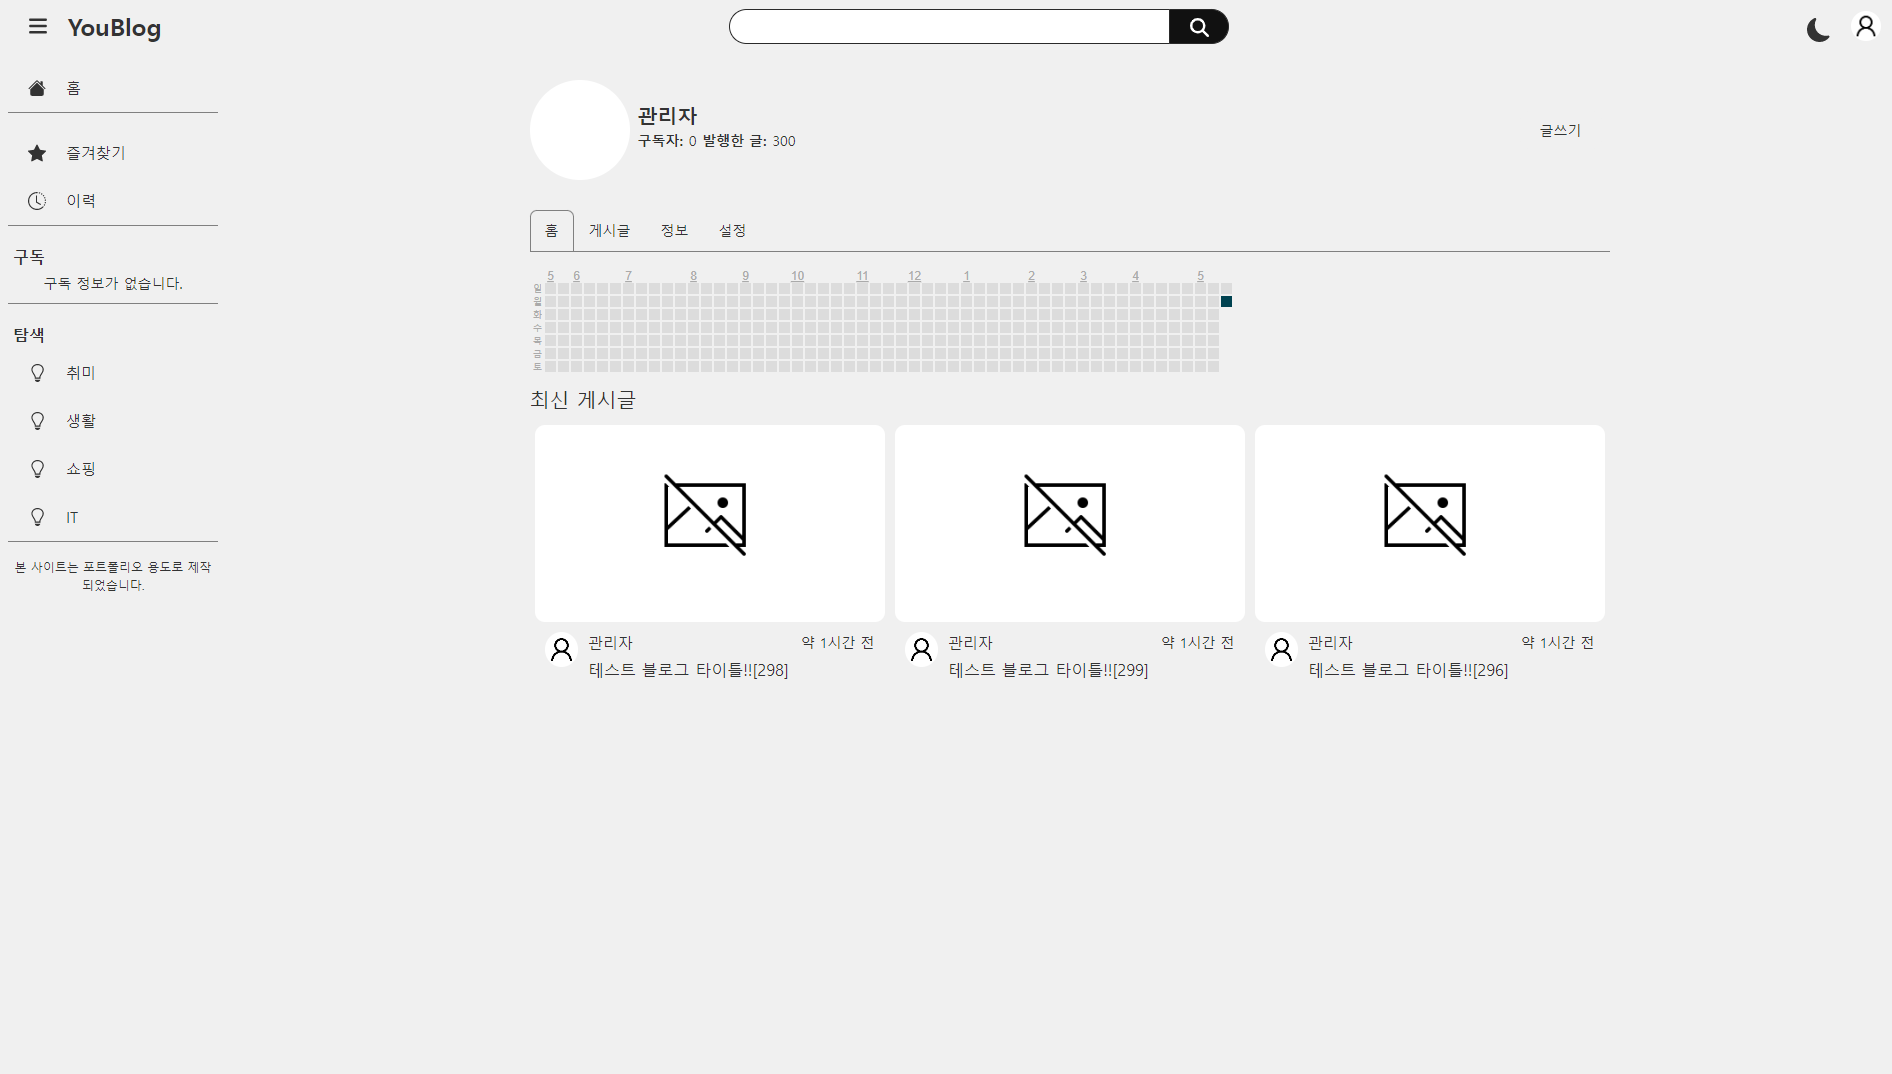 YouBlog
홈
즐겨찾기
이력
구독
구독 정보가 없습니다.
탐색
취미
생활
쇼핑
IT
본 사이트는 포트폴리오 용도로 제작
되었습니다.
관리자
구독자: 0 발행한 글: 300
글쓰기
홈 게시글 정보 설정
5 6 7 8 9 10 11 12 1 2 3 4 5
일
월
화
수
목
금
토
최신 게시글
관리자 약 1시간 전
테스트 블로그 타이틀!![298]
관리자 약 1시간 전
테스트 블로그 타이틀!![299]
관리자 약 1시간 전
테스트 블로그 타이틀!![296]